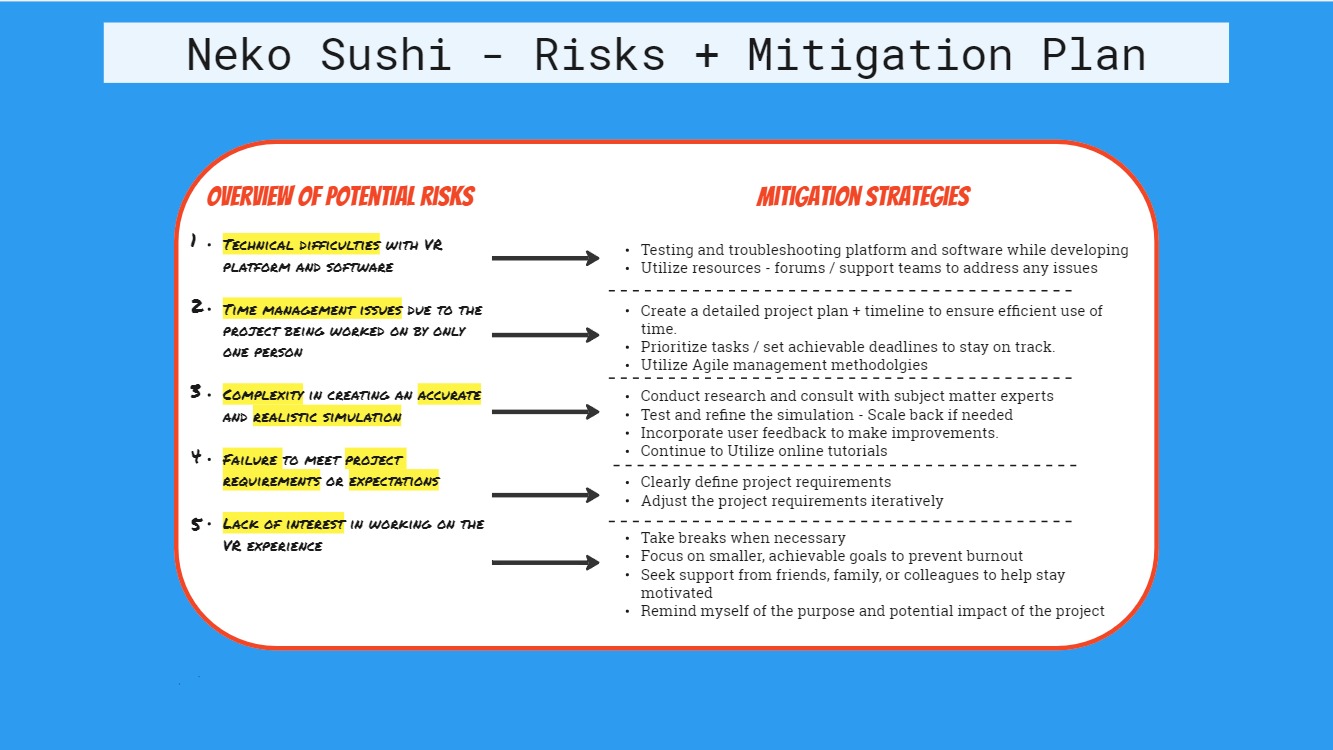 Neko Sushi - Risks + Mitigation Plan
OVERVIEW OF POTENTIAL RISKS
1. TECHNICAL DIFFICULTIES WITH VR
PLATFORM AND SOFTWARE
2. TIME MANAGEMENT ISSUES DUE TO THE
PROJECT BEING WORKED ON BY ONLY
ONE PERSON
3. COMPLEXITY IN CREATING AN ACCURATE
AND REALISTIC SIMULATION
4. FAILURE TO MEET PROJECT
REQUIREMENTS OR EXPECTATIONS
5. LACK OF INTEREST IN WORKING ON THE
VR EXPERIENCE
MITIGATION STRATEGIES
• Testing and troubleshooting platform and software while developing
• Utilize resources - forums / support teams to address any issues
• Create a detailed project plan + timeline to ensure efficient use of
time.
• Prioritize tasks / set achievable deadlines to stay on track.
• Utilize Agile management methodolgies
• Conduct research and consult with subject matter experts
• Test and refine the simulation - Scale back if needed
• Incorporate user feedback to make improvements.
• Continue to Utilize online tutorials
• Clearly define project requirements
• Adjust the project requirements iteratively
• Take breaks when necessary
• Focus on smaller, achievable goals to prevent burnout
• Seek support from friends, family, or colleagues to help stay
motivated
• Remind myself of the purpose and potential impact of the project